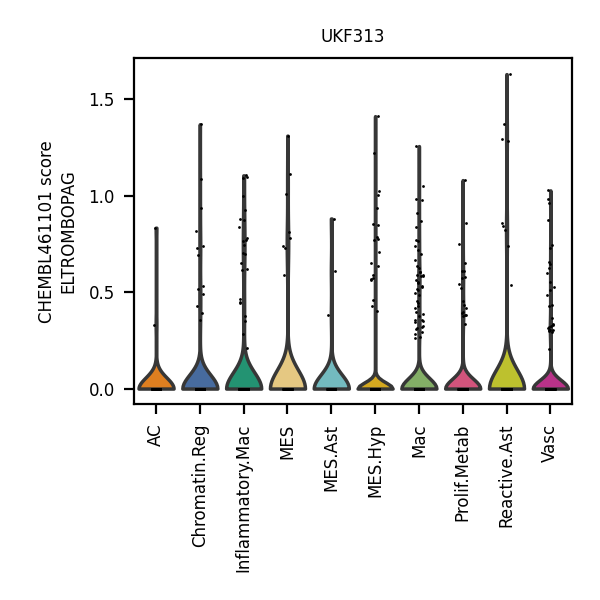 UKF313
CHEMBL461101 score
ELTROMBOPAG
1.5
1.0
0.5
0.0
AC
Chromatin.Reg
Inflammatory.Mac
MES
MES.Ast
MES.Hyp
Mac
Prolif.Metab
Reactive.Ast
Vasc